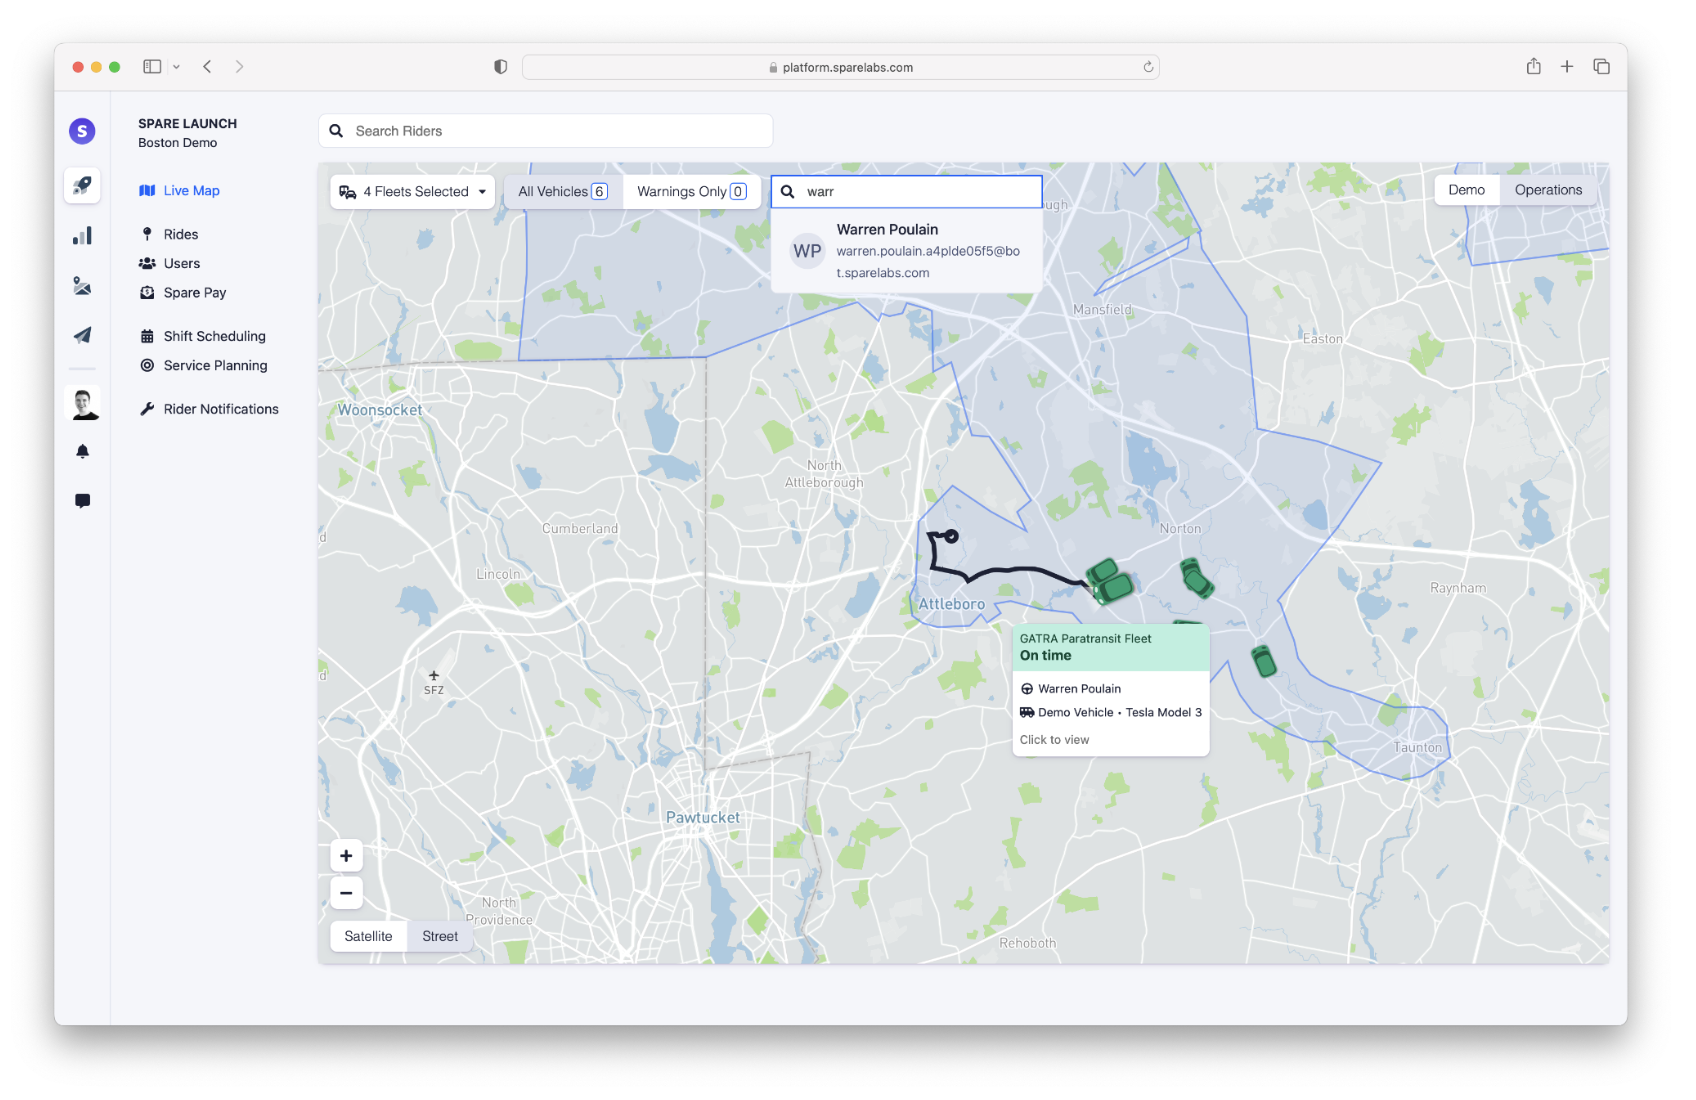 platform.sparelabs.com
S
SPARE LAUNCH
Boston Demo
Search Riders
Live Map
Rides
Users
Spare Pay
Shift Scheduling
Service Planning
Rider Notifications
4 Fleets Selected
All Vehicles 6
Warnings Only 0
warr
Demo
Operations
WP
Warren Poulain
warren.poulain.a4plde05f5@bo
t.sparelabs.com
ugh
Mansfield
Easton
Woonsocket
North
Attleborough
Cumberland
Norton
d
Lincoln
Raynham
Attleboro
GATRA Paratransit Fleet
On time
Warren Poulain
Demo Vehicle • Tesla Model 3
Click to view
d
SFZ
Taunton
Pawtucket
+
−
North
Providence
Rehoboth
Satellite
Street